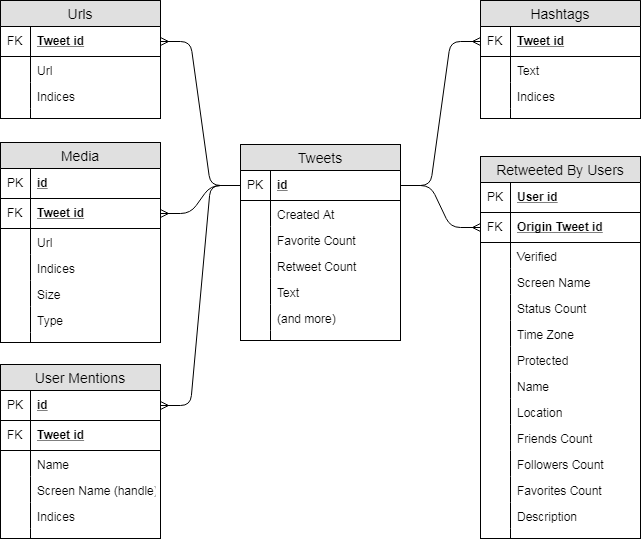 Urls
FK Tweet id
Url
Indices
Media
PK id
FK Tweet id
Url
Indices
Size
Type
User Mentions
PK id
FK Tweet id
Name
Screen Name (handle)
Indices
Tweets
PK id
Created At
Favorite Count
Retweet Count
Text
(and more)
Hashtags
FK Tweet id
Text
Indices
Retweeted By Users
PK User id
FK Origin Tweet id
Verified
Screen Name
Status Count
Time Zone
Protected
Name
Location
Friends Count
Followers Count
Favorites Count
Description